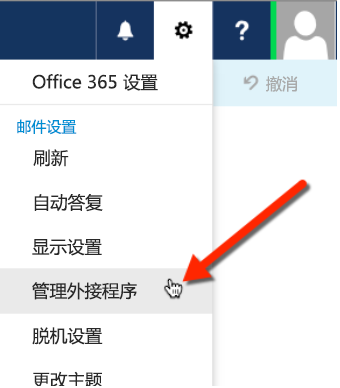 ?
Office 365 设置
撤消
邮件设置
刷新
自动答复
显示设置
管理外接程序
脱机设置
更改主题